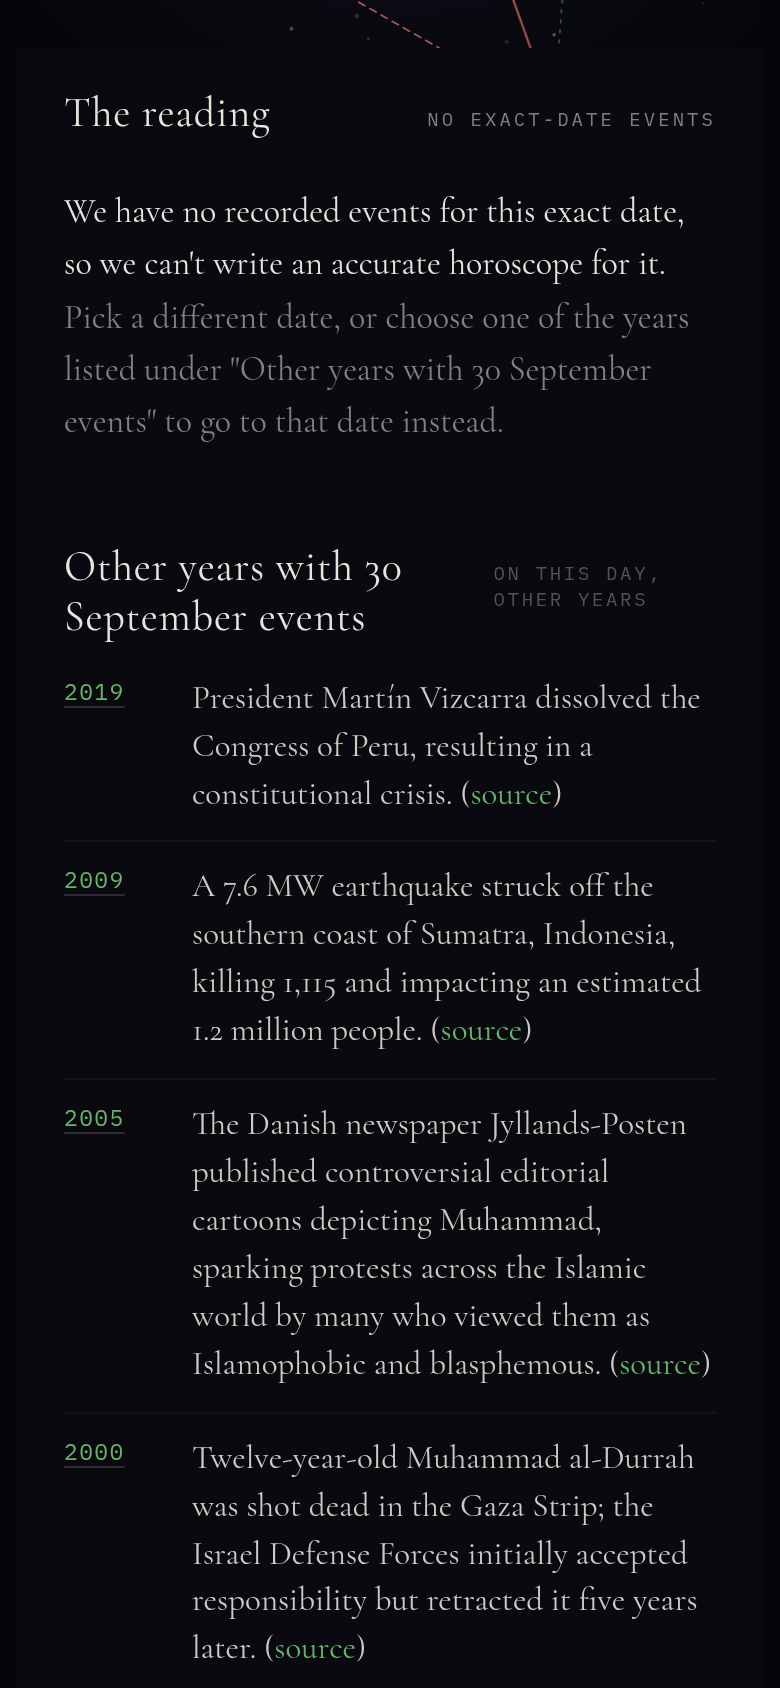 The reading
NO EXACT-DATE EVENTS
We have no recorded events for this exact date,
so we can't write an accurate horoscope for it.
Pick a different date, or choose one of the years
listed under "Other years with 30 September
events" to go to that date instead.
Other years with 30
September events
ON THIS DAY,
OTHER YEARS
2019
President Martín Vizcarra dissolved the
Congress of Peru, resulting in a
constitutional crisis. (source)
2009
A 7.6 MW earthquake struck off the
southern coast of Sumatra, Indonesia,
killing 1,115 and impacting an estimated
1.2 million people. (source)
2005
The Danish newspaper Jyllands-Posten
published controversial editorial
cartoons depicting Muhammad,
sparking protests across the Islamic
world by many who viewed them as
Islamophobic and blasphemous. (source)
2000
Twelve-year-old Muhammad al-Durrah
was shot dead in the Gaza Strip; the
Israel Defense Forces initially accepted
responsibility but retracted it five years
later. (source)